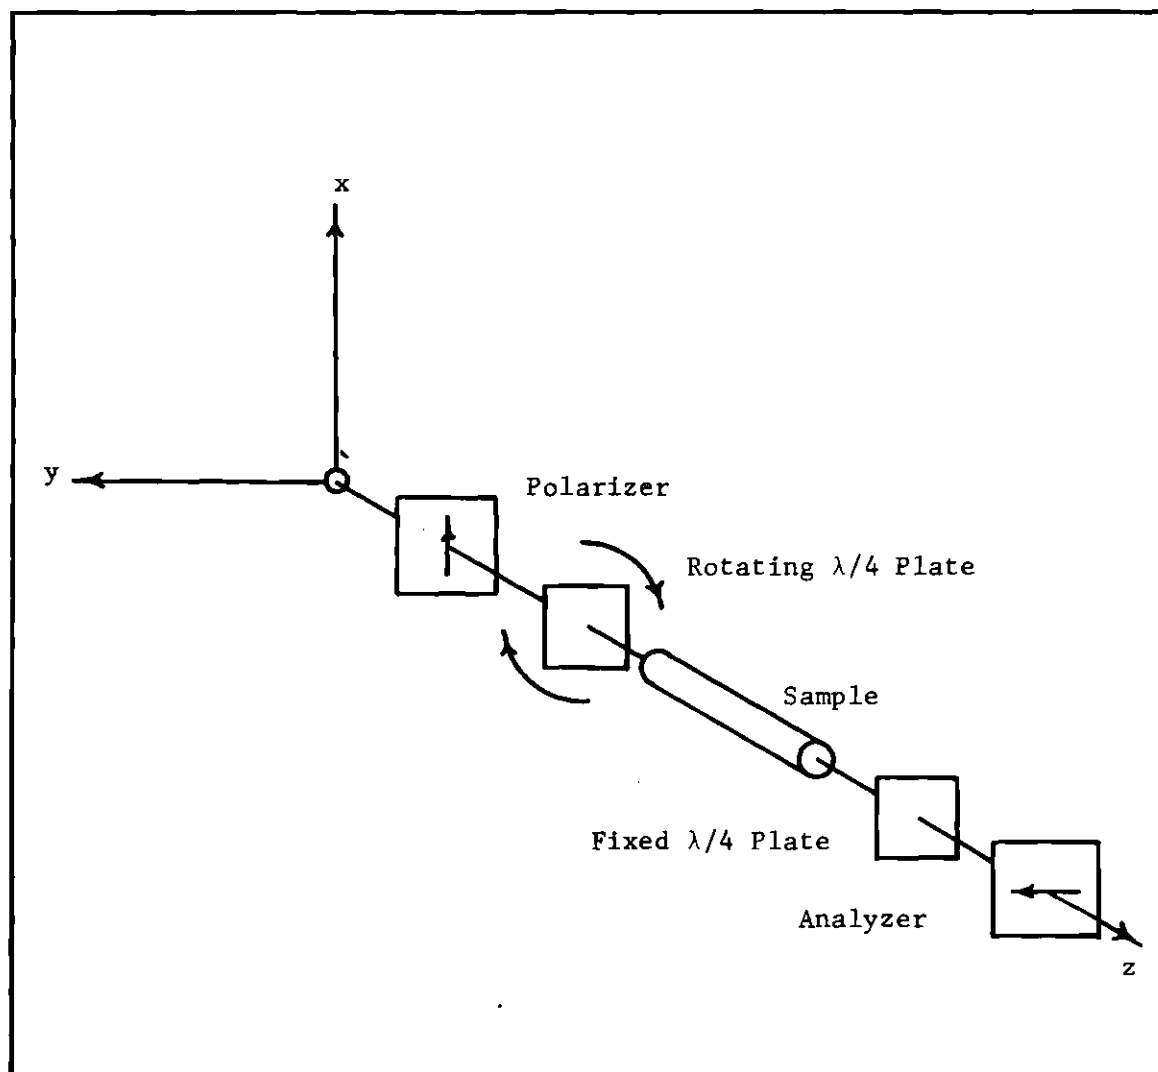 x
y
Polarizer
Rotating λ/4 Plate
Sample
Fixed λ/4 Plate
Analyzer
z